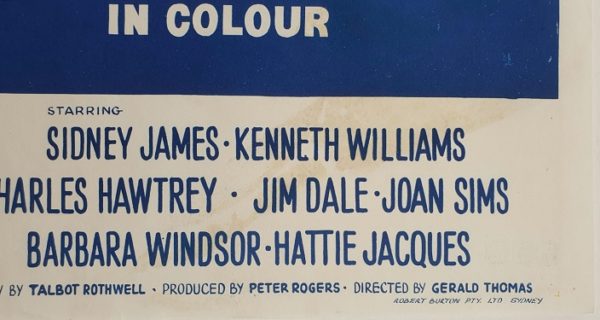 IN COLOUR
STARRING
SIDNEY JAMES · KENNETH WILLIAMS
HARLES HAWTREY · JIM DALE · JOAN SIMS
BARBARA WINDSOR · HATTIE JACQUES
Y BY TALBOT ROTHWELL · PRODUCED BY PETER ROGERS · DIRECTED BY GERALD THOMAS
ROBERT BURTON PTY. LTD SYDNEY